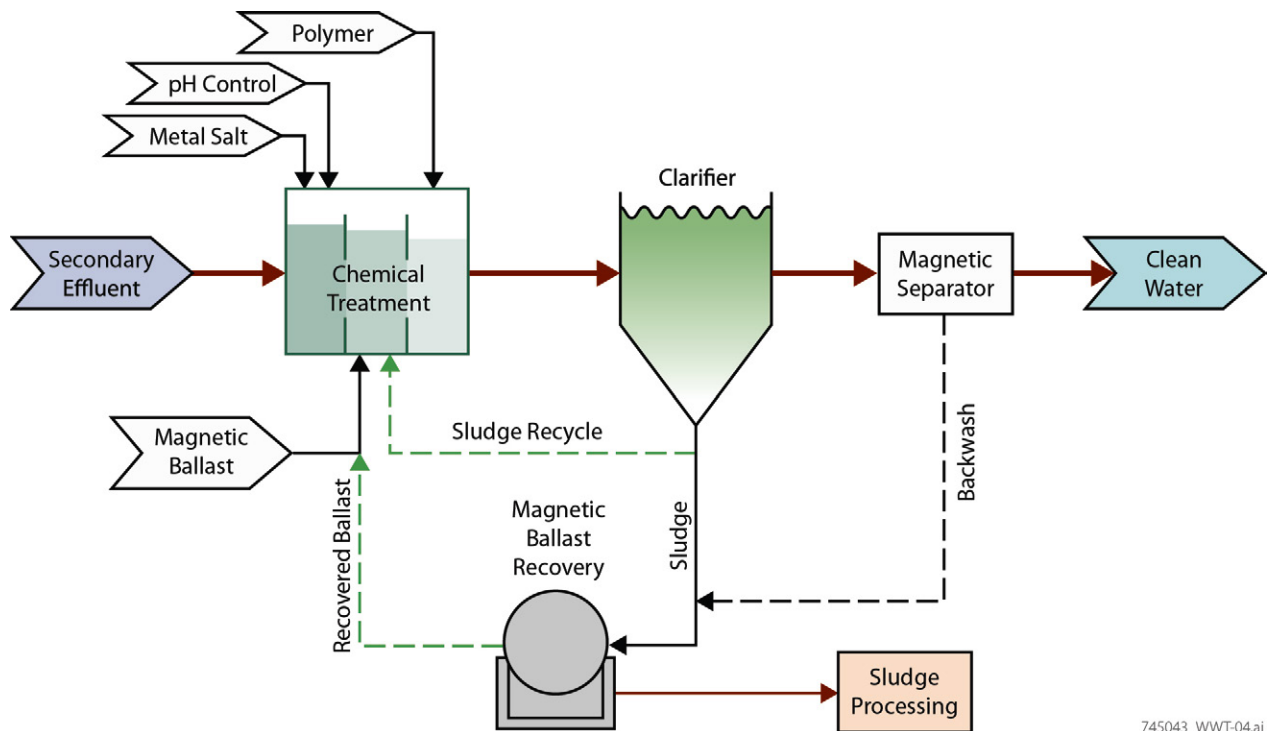 Polymer
pH Control
Metal Salt
Clarifier
Secondary
Effluent
Chemical
Treatment
Magnetic
Separator
Clean
Water
Magnetic
Ballast
Sludge Recycle
Backwash
Recovered Ballast
Magnetic
Ballast
Recovery
Sludge
Sludge
Processing
745043_WWT-04.ai